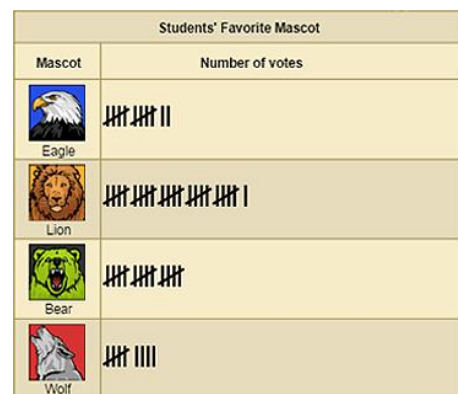 Students' Favorite Mascot
Mascot Number of votes
Eagle
Lion
Bear
Wolf